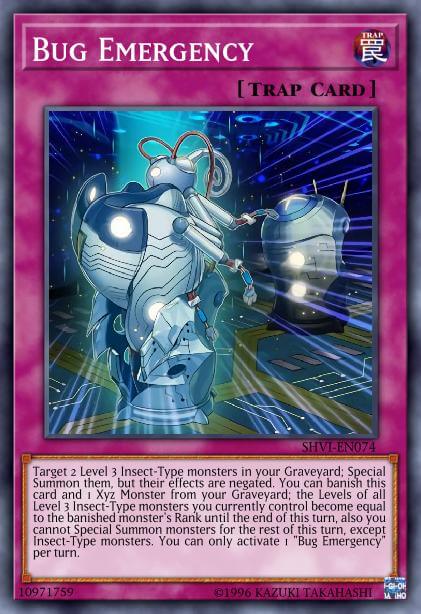 BUG EMERGENCY
TRAP
罠
[TRAP CARD]
SHVI-EN074
Target 2 Level 3 Insect-Type monsters in your Graveyard; Special
Summon them, but their effects are negated. You can banish this
card and 1 Xyz Monster from your Graveyard; the Levels of all
Level 3 Insect-Type monsters you currently control become equal
to the banished monster's Rank until the end of this turn, also you
cannot Special Summon monsters for the rest of this turn, except
Insect-Type monsters. You can only activate 1 "Bug Emergency"
per turn.
10971759
©1996 KAZUKI TAKAHASHI